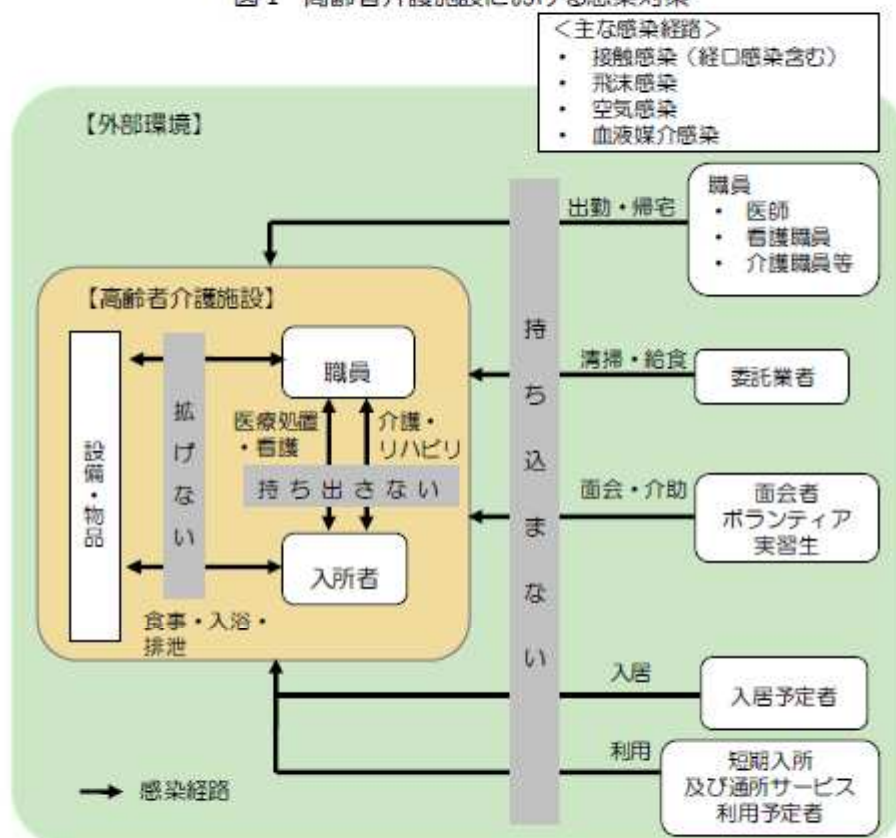 図1 高齢者介護施設における感染対策
＜主な感染経路＞
・ 接触感染（経口感染含む）
・ 飛沫感染
・ 空気感染
・ 血液媒介感染
【外部環境】
職員
・ 医師
・ 看護職員
・ 介護職員等
出勤・帰宅
【高齢者介護施設】
持ち込まない
清掃・給食
委託業者
職員
拡げない
設備・物品
医療処置
・看護
介護・
リハビリ
持ち出さない
面会・介助
面会者
ボランティア
実習生
入所者
食事・入浴・
排泄
入居
入居予定者
利用
短期入所
及び通所サービス
利用予定者
感染経路